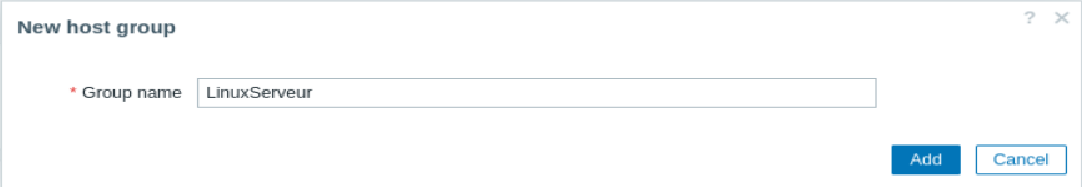 New host group
? ×
* Group name LinuxServeur
Add Cancel